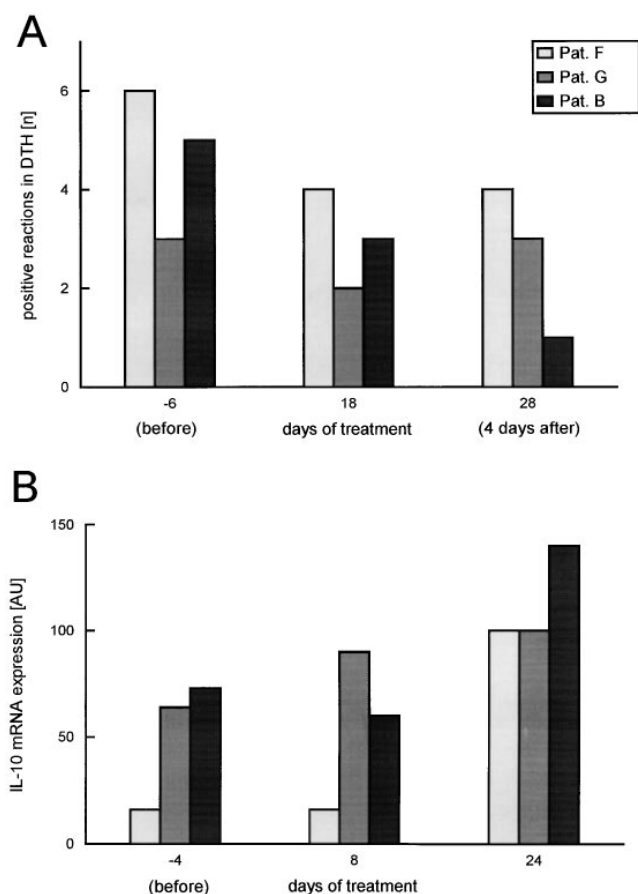 A
Pat. F
Pat. G
Pat. B
positive reactions in DTH [n]
6
4
2
0
-6
18
28
(before)
days of treatment
(4 days after)
B
IL-10 mRNA expression [AU]
150
100
50
0
-4
8
24
(before)
days of treatment